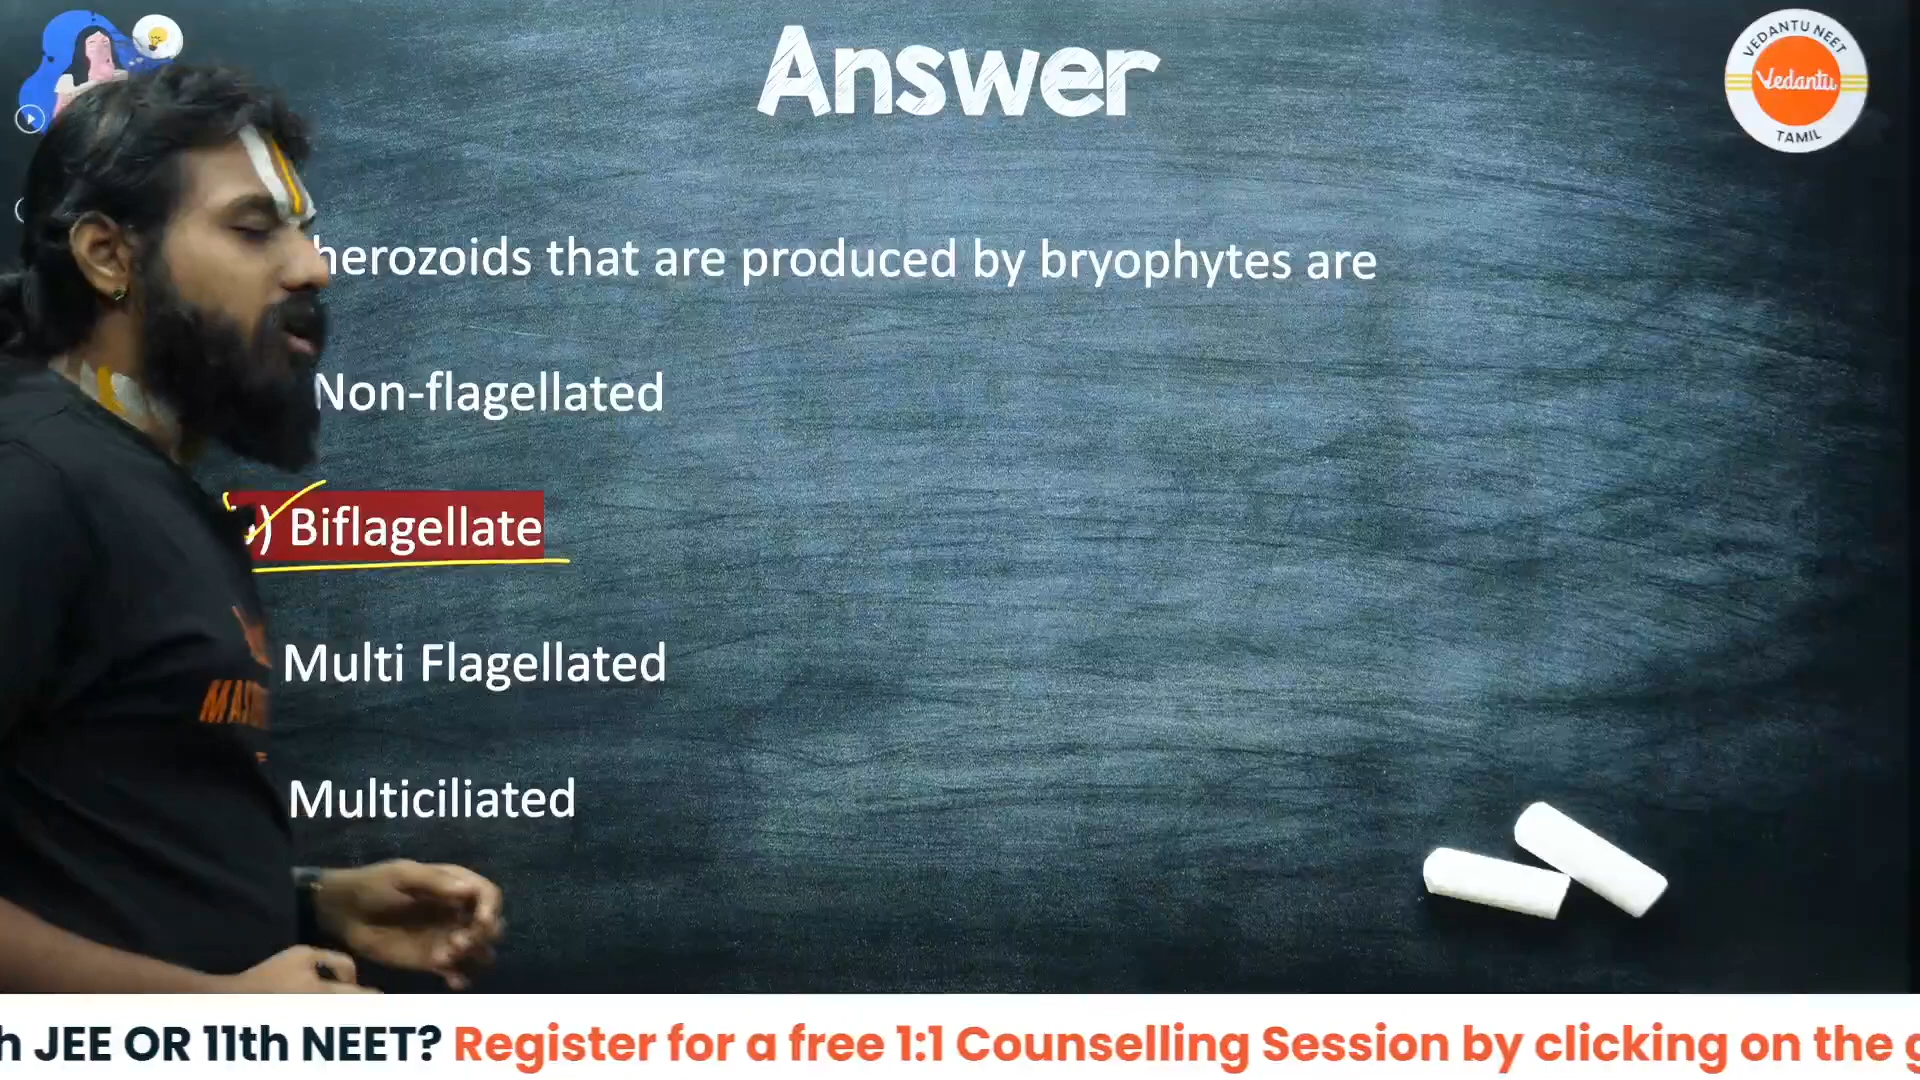 Answer
VEDANTU NEET
Vedantu
TAMIL
herozoids that are produced by bryophytes are
Non-flagellated
) Biflagellate
Multi Flagellated
Multiciliated
JEE OR 11th NEET? Register for a free 1:1 Counselling Session by clicking on the